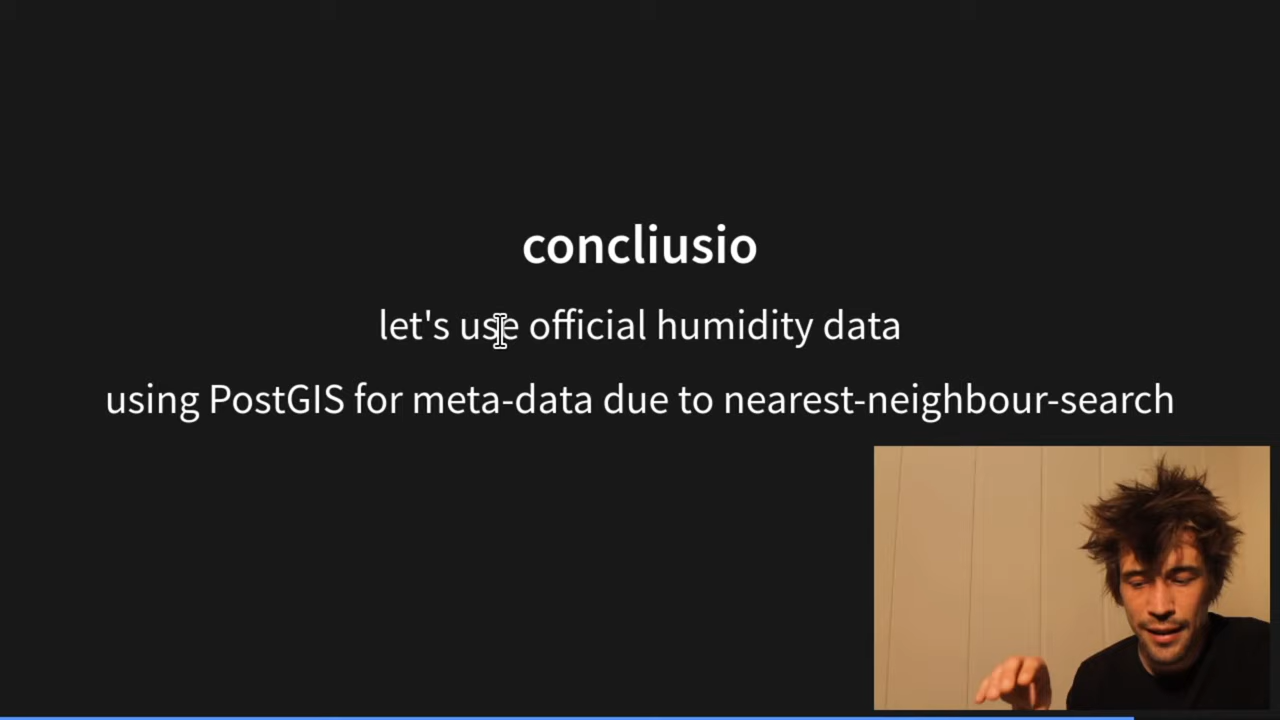 concliusio
let's use official humidity data
using PostGIS for meta-data due to nearest-neighbour-search